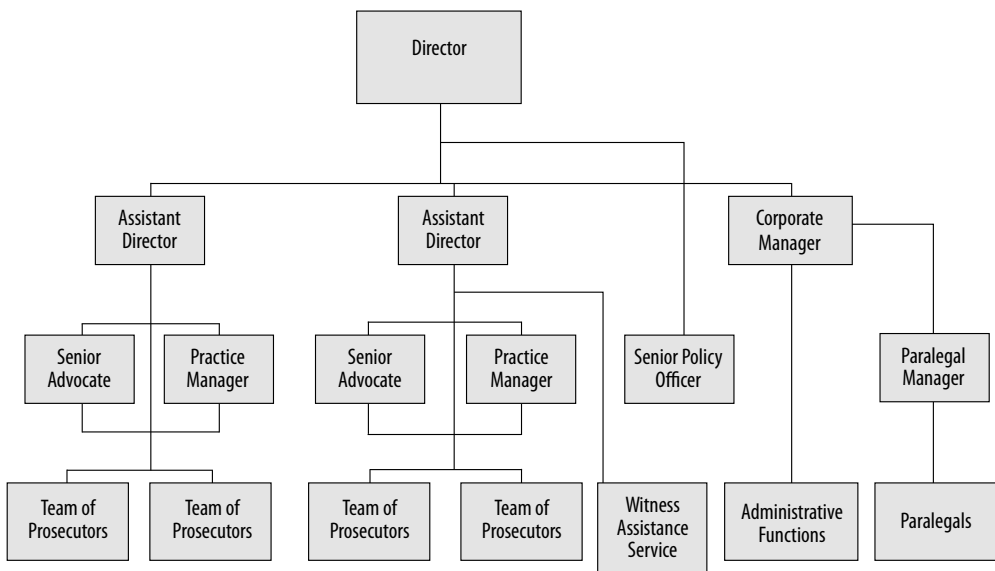 Director
Assistant
Director
Assistant
Director
Corporate
Manager
Senior
Advocate
Practice
Manager
Senior
Advocate
Practice
Manager
Senior Policy
Officer
Paralegal
Manager
Team of
Prosecutors
Team of
Prosecutors
Team of
Prosecutors
Team of
Prosecutors
Witness
Assistance
Service
Administrative
Functions
Paralegals